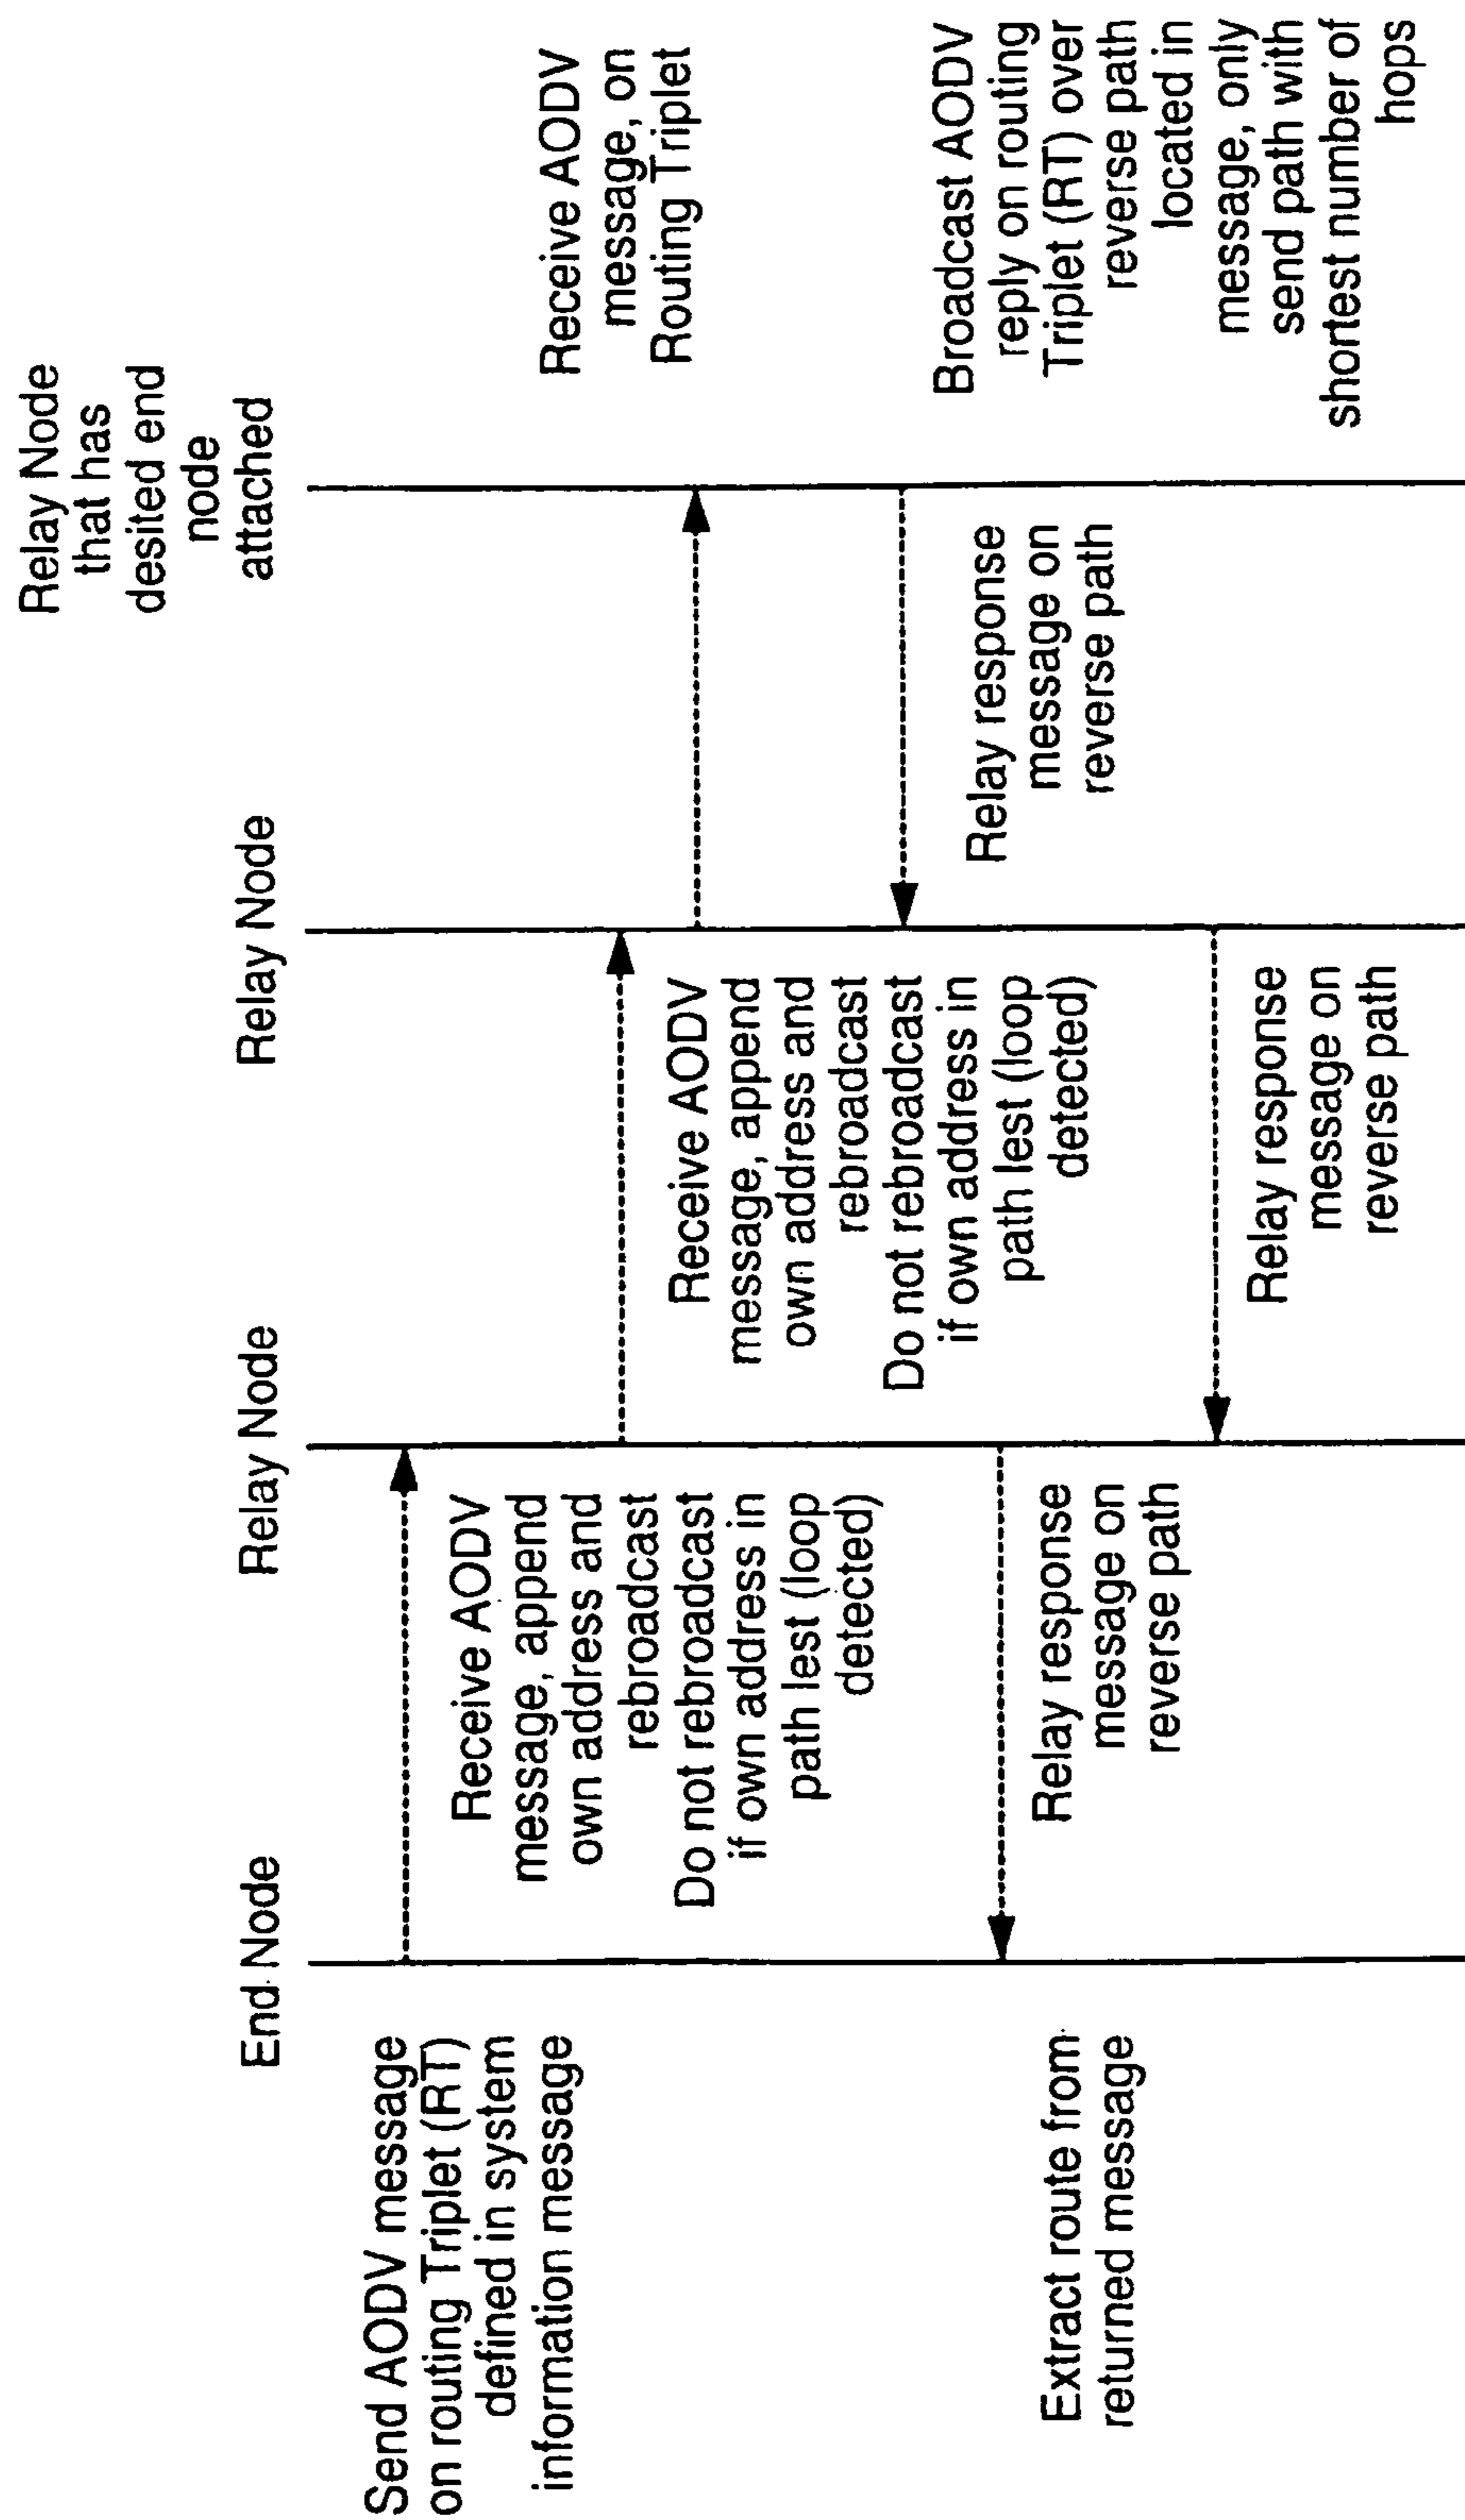 End Node
Relay Node
Relay Node
Relay Node
that has
desited end
node
attached
Send AODV message
on routing Triplet (RT)
defined in system
information message
Receive AODV
message, append
own address and
rebroadcast
Do not rebroadcast
if own address in
path lest (loop
detected)
Receive AODV
message, append
own address and
rebroadcast
Do not rebroadcast
if own address in
path lest (loop
detected)
Receive AODV
message, on
Routing Triplet
Broadcast AODV
reply on routing
Triplet (RT) over
reverse path
located in
message, only
send path with
shortest number of
hops
Relay response
message on
reverse path
Relay response
message on
reverse path
Relay response
message on
reverse path
Extract route from
returned message